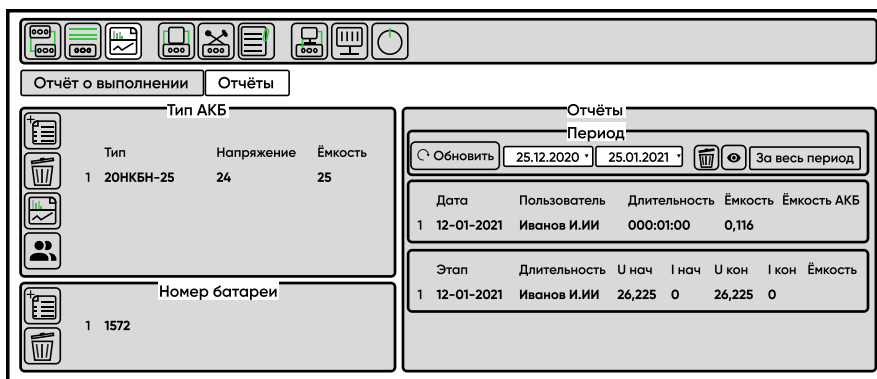 Отчёт о выполнении Отчёты
Тип АКБ
Тип Напряжение Ёмкость
1 20НКБН-25 24 25
Номер батареи
1 1572
Отчёты
Период
Обновить 25.12.2020 25.01.2021 За весь период
Дата Пользователь Длительность Ёмкость Ёмкость АКБ
1 12-01-2021 Иванов И.ИИ 000:01:00 0,116
Этап Длительность U нач I нач U кон I кон Ёмкость
1 12-01-2021 Иванов И.ИИ 26,225 0 26,225 0